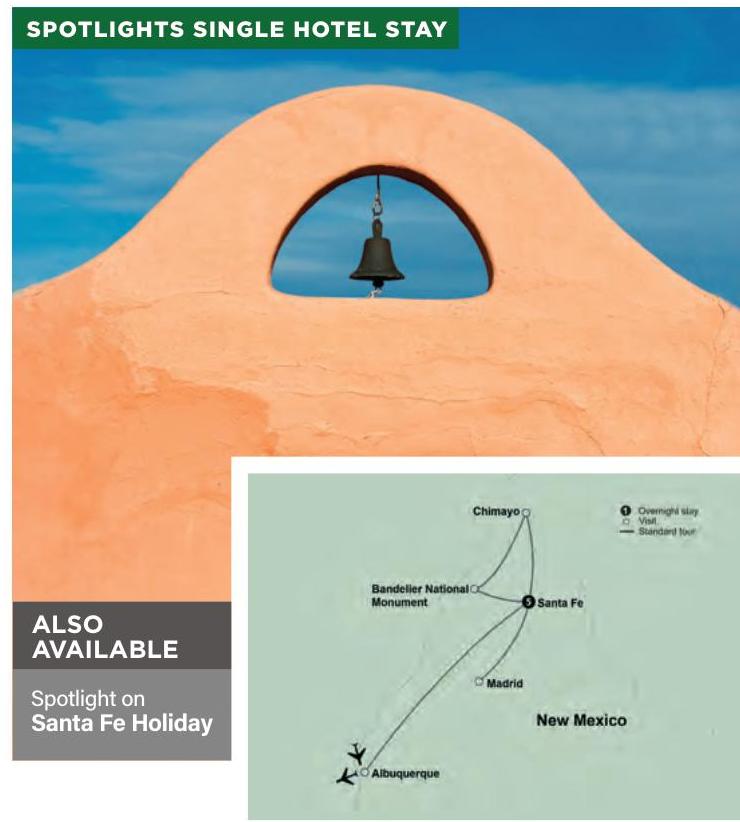 SPOTLIGHTS SINGLE HOTEL STAY
Chimayo
1 Overnight stay
Visit
Standard tour
Bandelier National
Monument
5 Santa Fe
Madrid
New Mexico
Albuquerque
ALSO
AVAILABLE
Spotlight on
Santa Fe Holiday